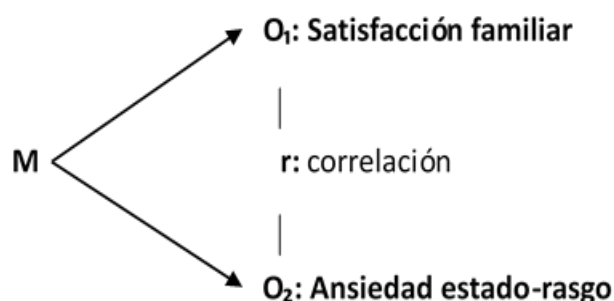 O₁: Satisfacción familiar
M
r: correlación
O₂: Ansiedad estado-rasgo